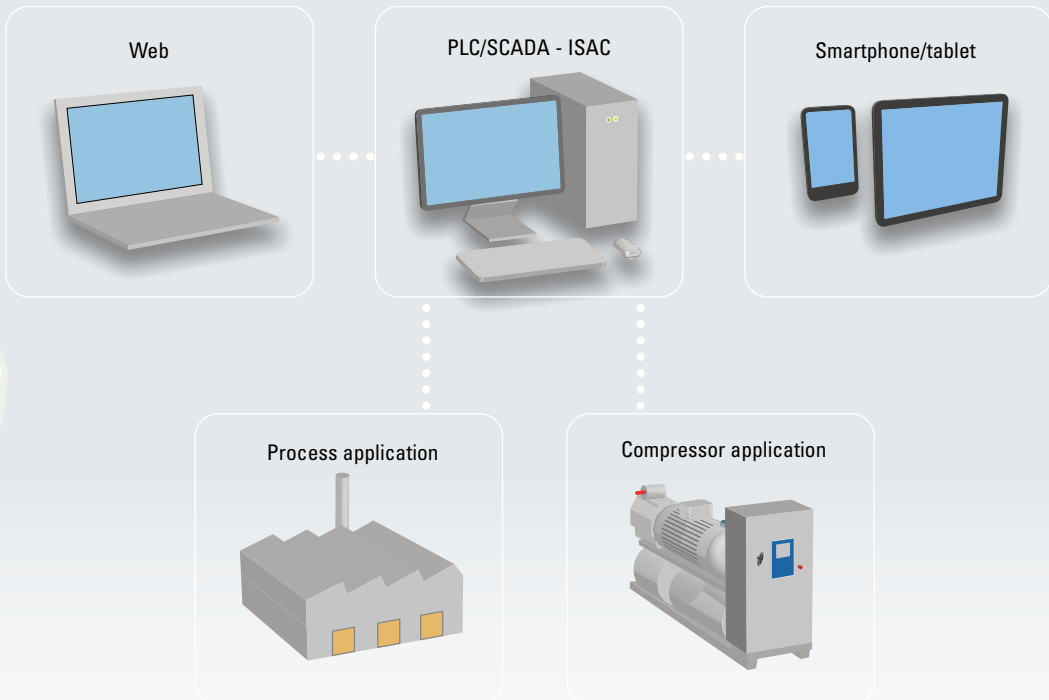 Web
PLC/SCADA - ISAC
Smartphone/tablet
Process application
Compressor application